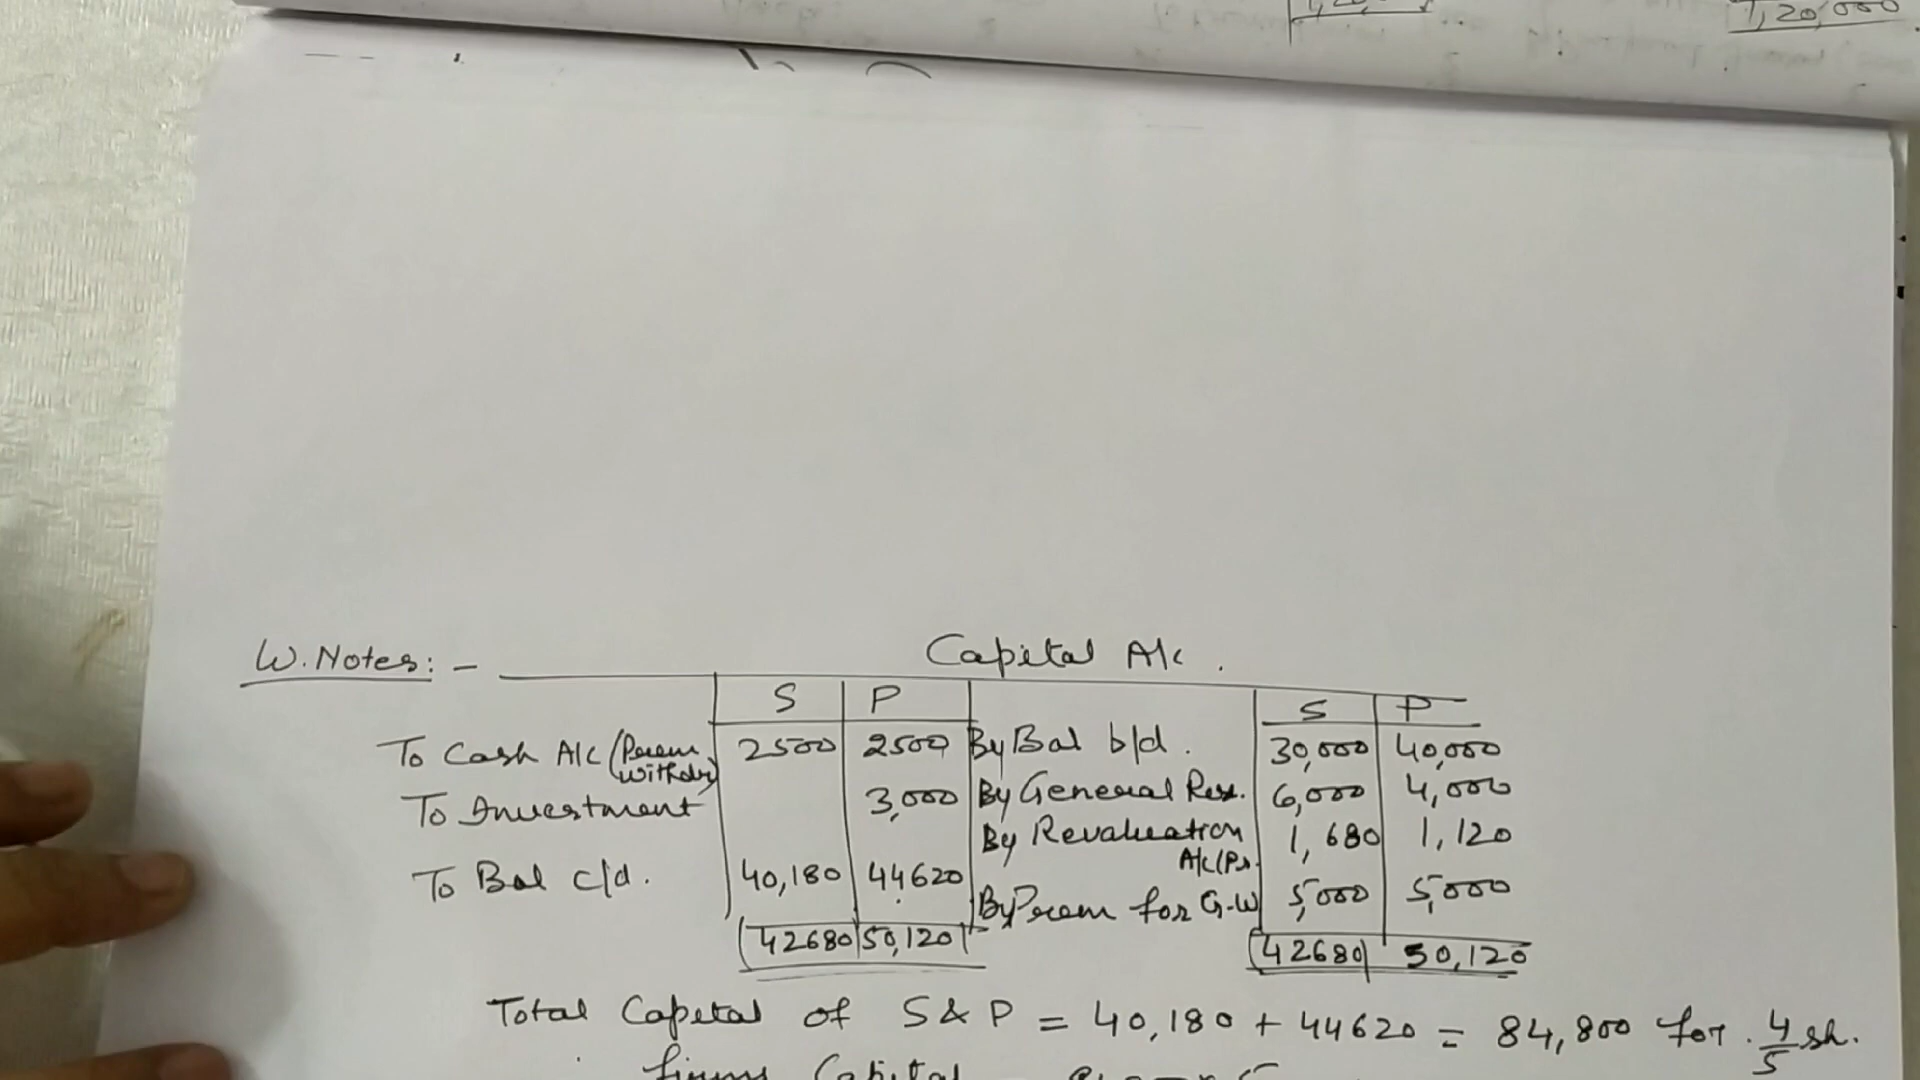 1,20,000
W. Notes: - Capital A/c.
S P S P
To Cash A/c (Prem Withdr) 2500 2500 By Bal b/d. 30,000 40,000
To Investment 3,000 By General Res. 6,000 4,000
By Revaluation A/c (Pr. 1,680 1,120
To Bal c/d. 40,180 44620 By Prem for G.W 5,000 5,000
42680 50,120 42680 50,120
Total Capital of S & P = 40,180 + 44620 = 84,800 for 4/5 sh.
firms Capital